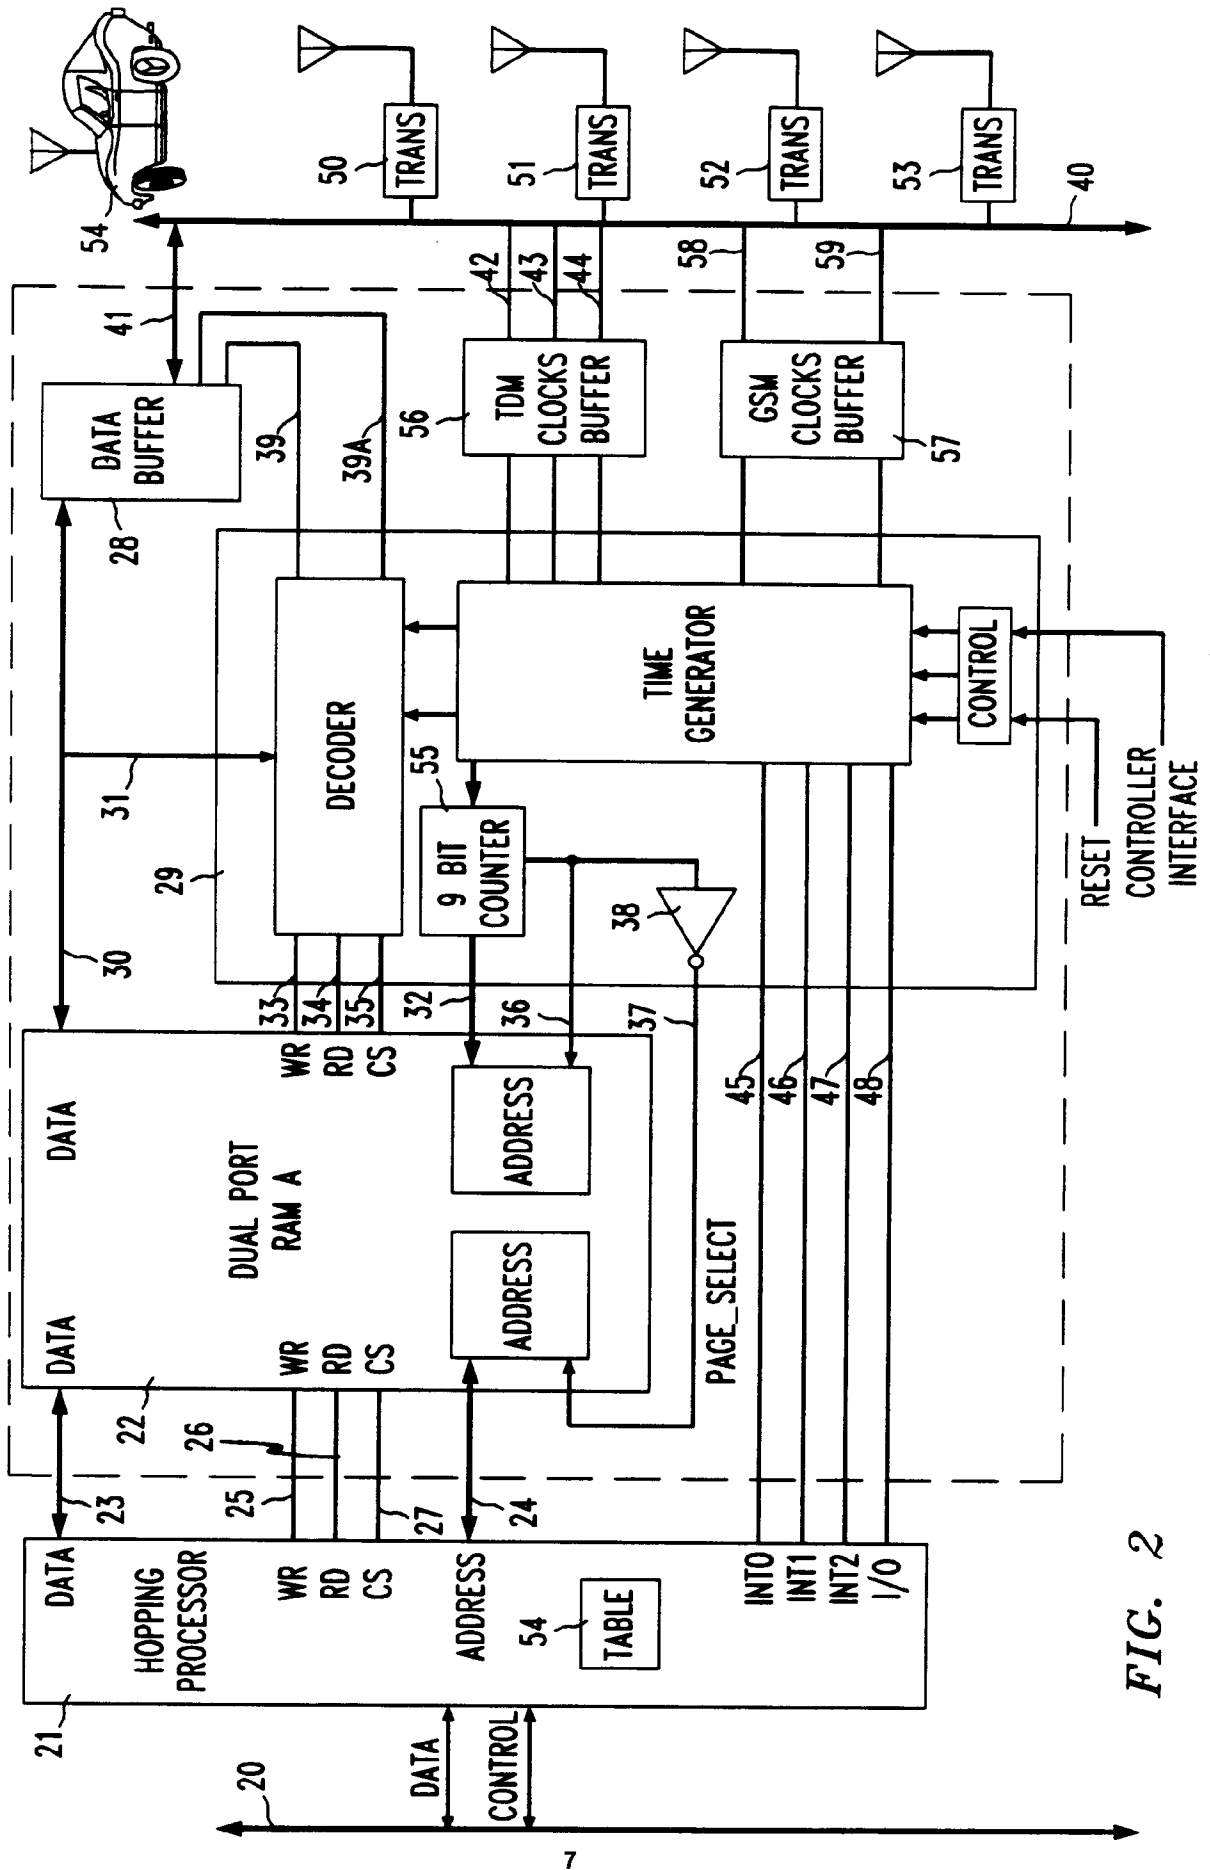 20
DATA
CONTROL
21
DATA
HOPPING
PROCESSOR
WR
RD
CS
ADDRESS
54
TABLE
INT0
INT1
INT2
I/O
23
25
26
27
24
22
DATA
DATA
DUAL PORT
RAM A
WR
RD
CS
WR
RD
CS
ADDRESS
ADDRESS
PAGE_SELECT
45
46
47
48
30
31
33
34
35
32
36
37
29
DECODER
55
9 BIT
COUNTER
38
TIME
GENERATOR
CONTROL
RESET
CONTROLLER
INTERFACE
28
DATA
BUFFER
39
39A
41
56
TDM
CLOCKS
BUFFER
GSM
CLOCKS
BUFFER
57
42
43
44
58
59
40
54
50
TRANS
51
TRANS
52
TRANS
53
TRANS
FIG. 2
7